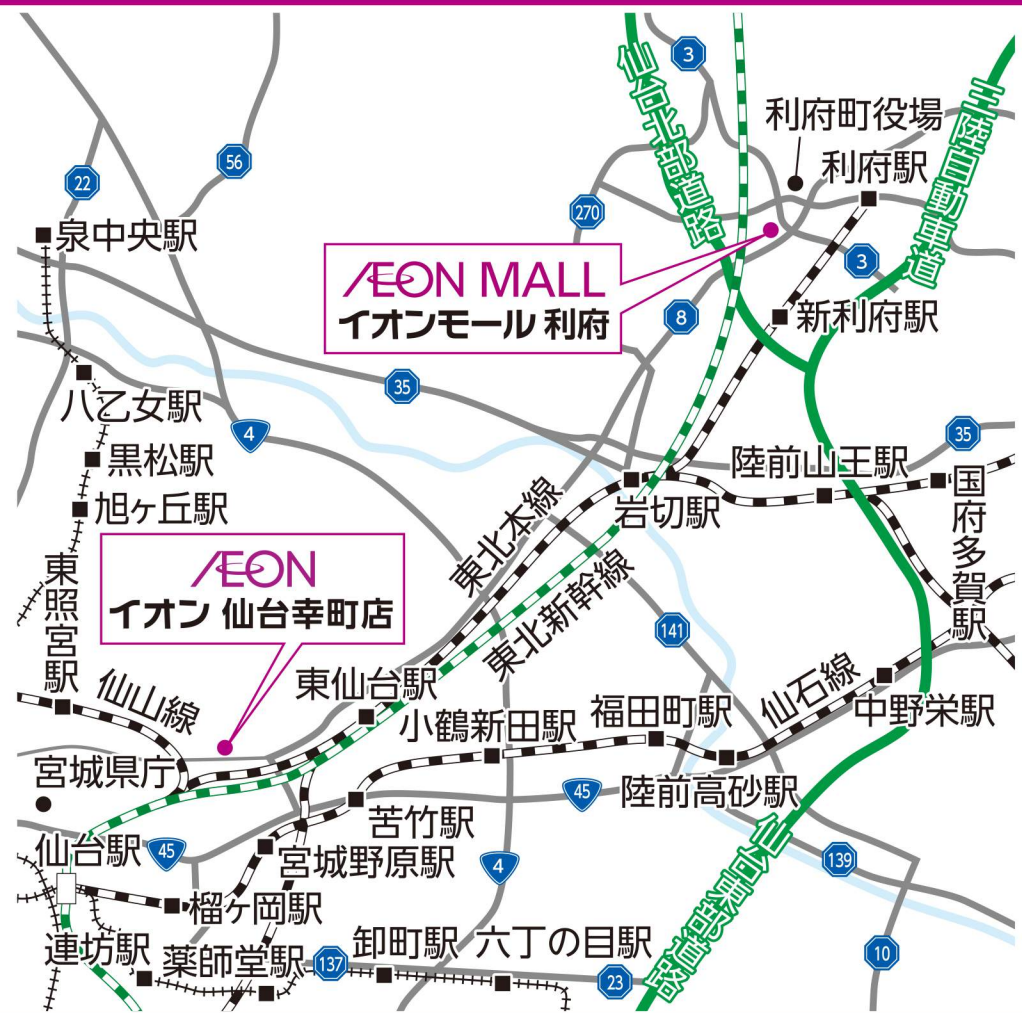 3
仙台北部道路
三陸自動車道
利府町役場
利府駅
56
22
270
泉中央駅
3
ÆON MALL
イオンモール 利府
8
新利府駅
35
八乙女駅
4
35
黒松駅
陸前山王駅
旭ヶ丘駅
岩切駅
国府多賀駅
東北本線
ÆON
イオン 仙台幸町店
東照宮駅
東北新幹線
141
仙山線
東仙台駅
小鶴新田駅
福田町駅
仙石線
中野栄駅
宮城県庁
45
陸前高砂駅
苦竹駅
仙台駅
45
宮城野原駅
4
139
仙台東部道路
榴ヶ岡駅
連坊駅
薬師堂駅
137
卸町駅
六丁の目駅
23
10